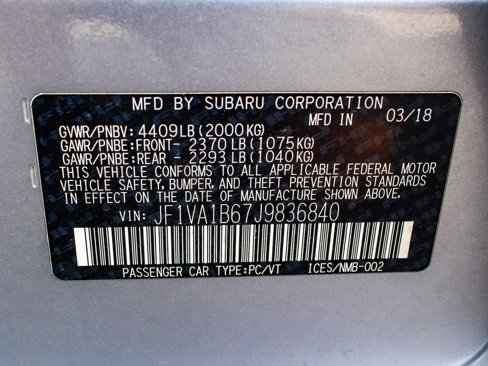 MFD BY SUBARU CORPORATION
MFD IN 03/18
GVWR/PNBV: 4409LB(2000KG)
GAWR/PNBE:FRONT- 2370LB(1075KG)
GAWR/PNBE:REAR - 2293LB(1040KG)
THIS VEHICLE CONFORMS TO ALL APPLICABLE FEDERAL MOTOR
VEHICLE SAFETY, BUMPER, AND THEFT PREVENTION STANDARDS
IN EFFECT ON THE DATE OF MANUFACTURE SHOWN ABOVE.
VIN: JF1VA1B67J9836840
PASSENGER CAR TYPE:PC/VT ICES/NMB-002